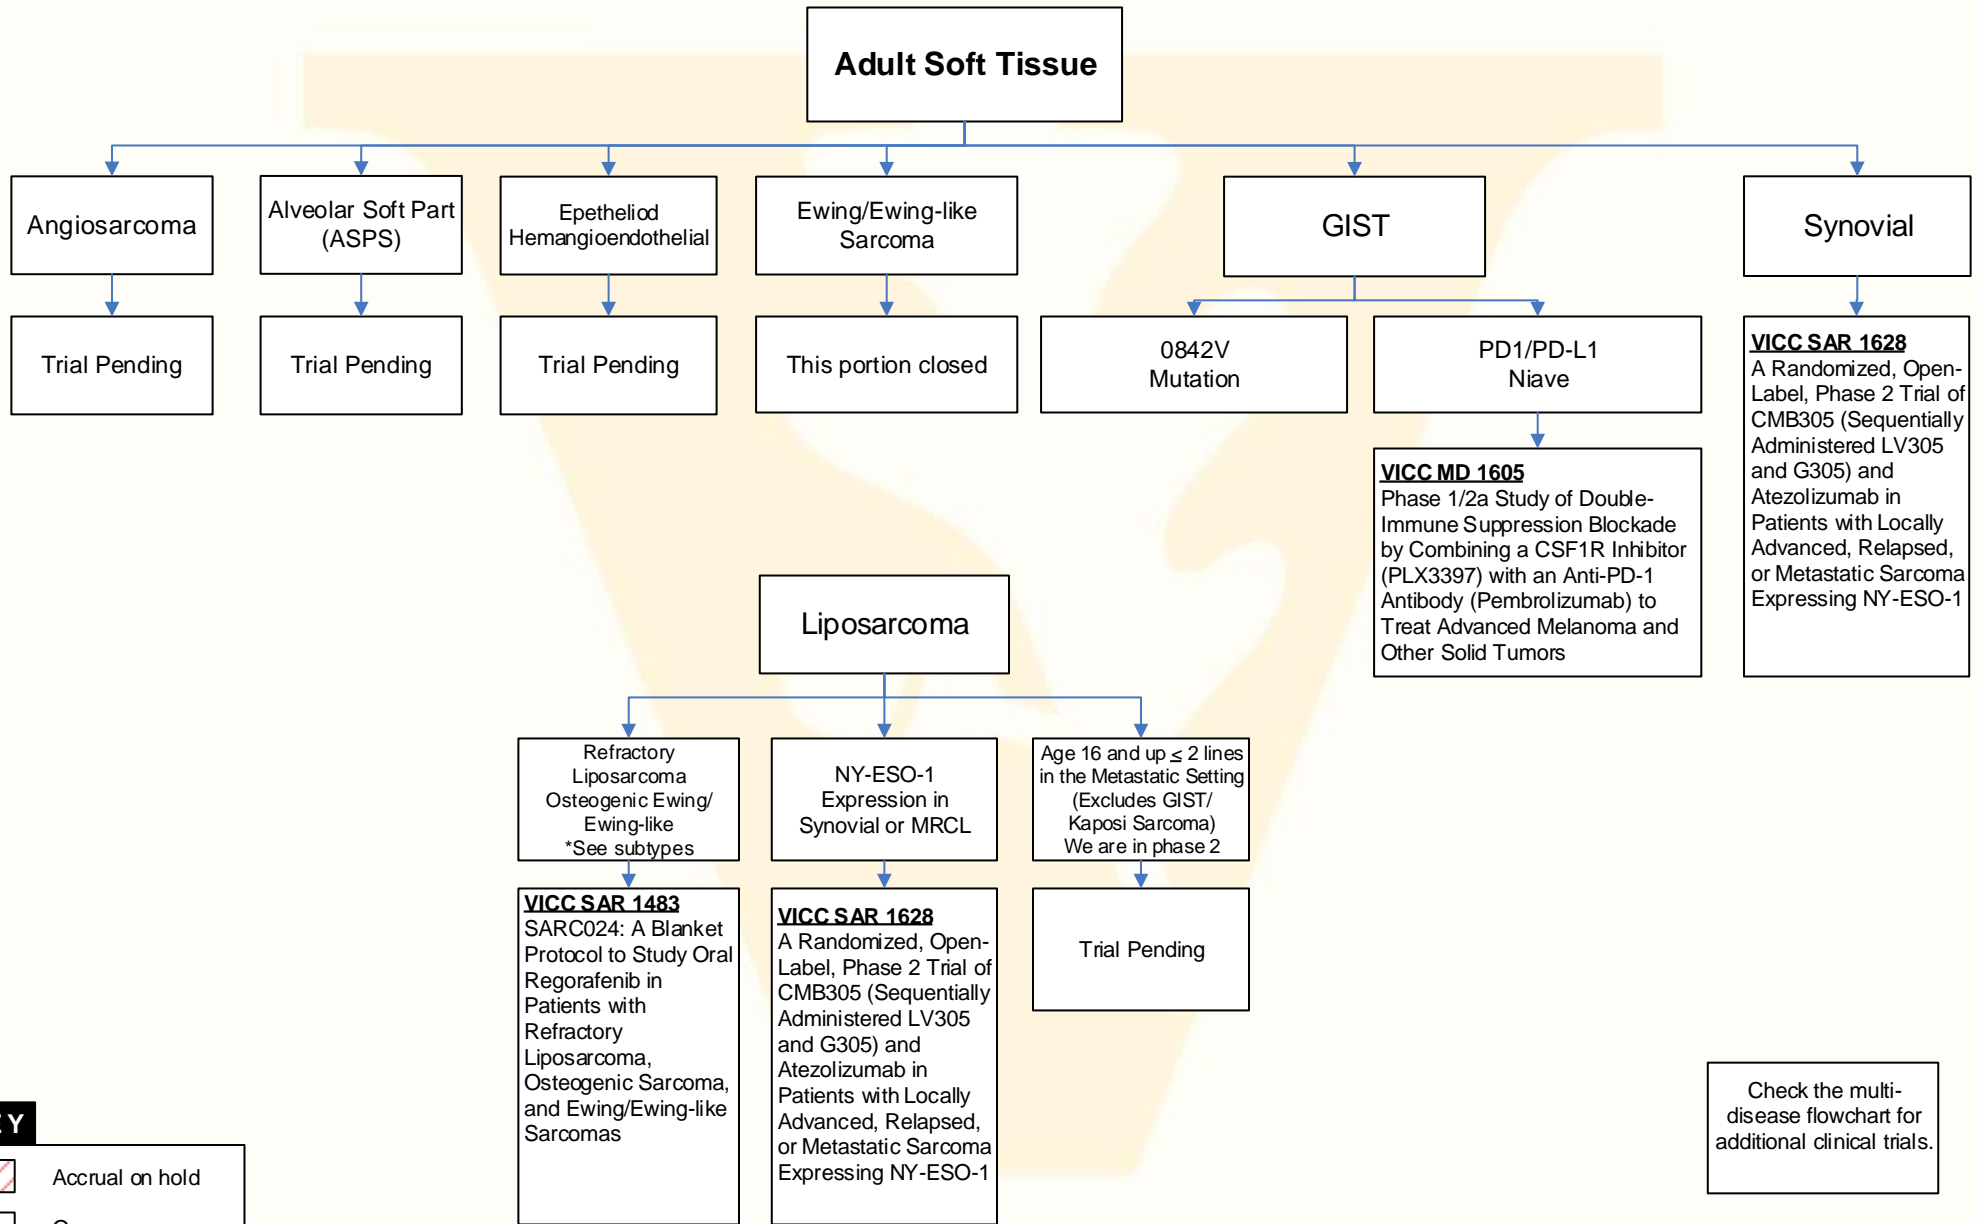 Adult Soft Tissue
Angiosarcoma
Alveolar Soft Part
(ASPS)
Epetheliod
Hemangioendothelial
Ewing/Ewing-like
Sarcoma
GIST
Synovial
Trial Pending
Trial Pending
Trial Pending
This portion closed
0842V
Mutation
PD1/PD-L1
Niave
VICC SAR 1628
A Randomized, Open-
Label, Phase 2 Trial of
CMB305 (Sequentially
Administered LV305
and G305) and
Atezolizumab in
Patients with Locally
Advanced, Relapsed,
or Metastatic Sarcoma
Expressing NY-ESO-1
VICC MD 1605
Phase 1/2a Study of Double-
Immune Suppression Blockade
by Combining a CSF1R Inhibitor
(PLX3397) with an Anti-PD-1
Antibody (Pembrolizumab) to
Treat Advanced Melanoma and
Other Solid Tumors
Liposarcoma
Refractory
Liposarcoma
Osteogenic Ewing/
Ewing-like
*See subtypes
NY-ESO-1
Expression in
Synovial or MRCL
Age 16 and up ≤ 2 lines
in the Metastatic Setting
(Excludes GIST/
Kaposi Sarcoma)
We are in phase 2
VICC SAR 1483
SARC024: A Blanket
Protocol to Study Oral
Regorafenib in
Patients with
Refractory
Liposarcoma,
Osteogenic Sarcoma,
and Ewing/Ewing-like
Sarcomas
VICC SAR 1628
A Randomized, Open-
Label, Phase 2 Trial of
CMB305 (Sequentially
Administered LV305
and G305) and
Atezolizumab in
Patients with Locally
Advanced, Relapsed,
or Metastatic Sarcoma
Expressing NY-ESO-1
Trial Pending
Check the multi-
disease flowchart for
additional clinical trials.
EY
Accrual on hold